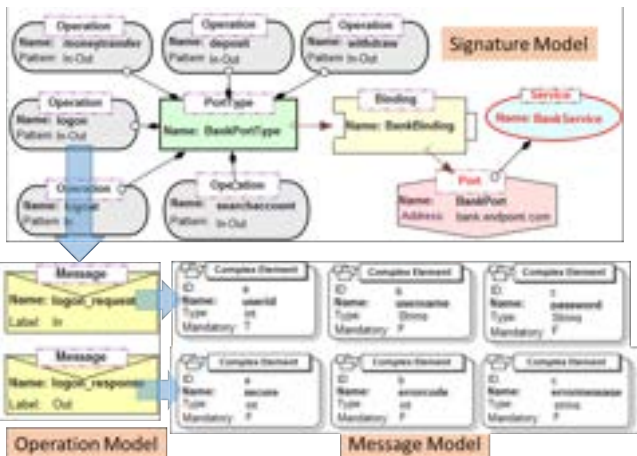 Operation
Name: moneytransfer
Pattern: In-Out
Operation
Name: deposit
Pattern: In-Out
Operation
Name: withdraw
Pattern: In-Out
Signature Model
Operation
Name: logon
Pattern: In-Out
PortType
Name: BankPortType
Binding
Name: BankBinding
Service
Name: BankService
Operation
Name:
Pattern: In
Operation
Name: searchaccount
Pattern: In-Out
Port
Name: BankPort
Address: bank.endpoint.com
Message
Name: logon_request
Label: In
Complex Element
ID: a
Name: userid
Type: int
Mandatory: T
Complex Element
ID: b
Name: username
Type: String
Mandatory: F
Complex Element
ID: c
Name: password
Type: String
Mandatory: F
Message
Name: logon_response
Label: Out
Complex Element
ID: a
Name: secure
Type: int
Mandatory: F
Complex Element
ID: b
Name: errorcode
Type: int
Mandatory: F
Complex Element
ID: c
Name: errormessage
Type: string
Mandatory: F
Operation Model
Message Model